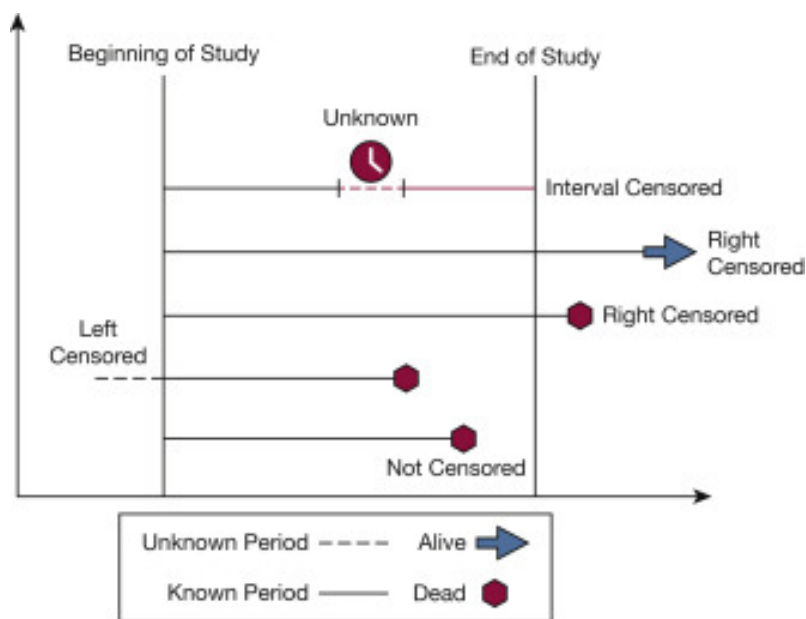 Beginning of Study
End of Study
Unknown
Interval Censored
Right
Censored
Right Censored
Left
Censored
Not Censored
Unknown Period
Alive
Known Period
Dead